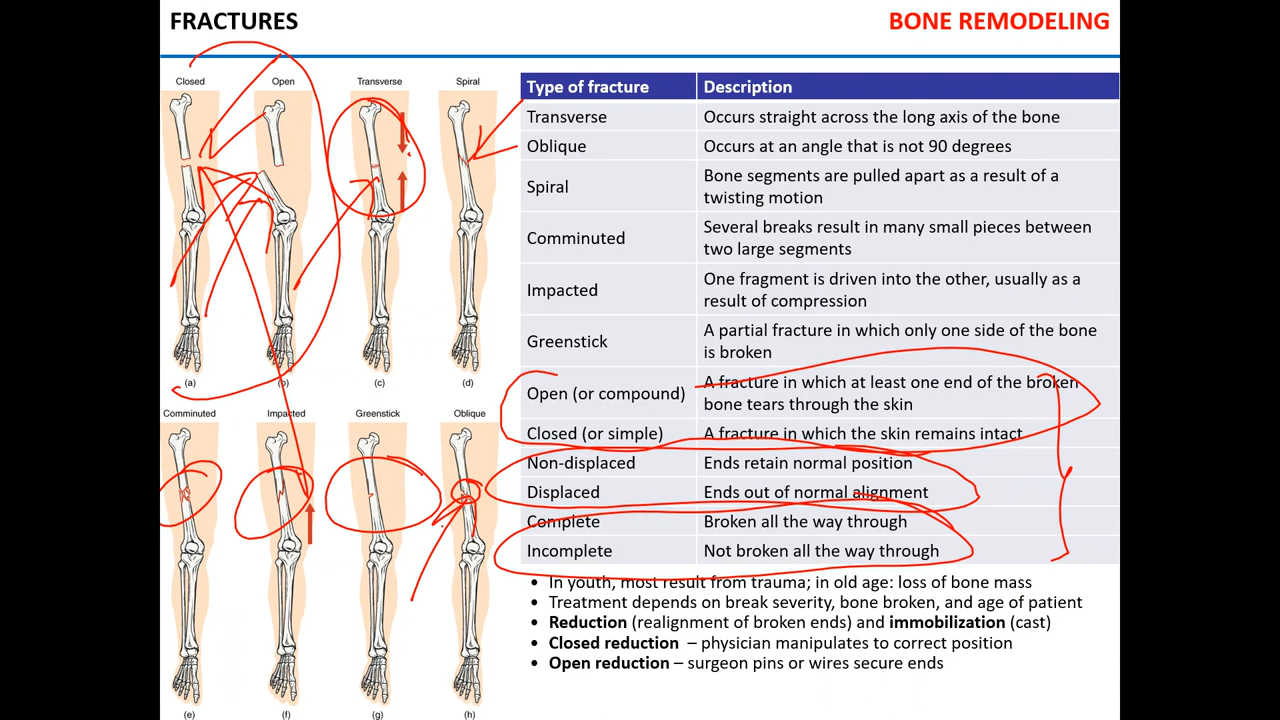 FRACTURES
BONE REMODELING
Closed
Open
Transverse
Spiral
(a)
(b)
(c)
(d)
Comminuted
Impacted
Greenstick
Oblique
(e)
(f)
(g)
(h)
Type of fracture
Description
Transverse
Occurs straight across the long axis of the bone
Oblique
Occurs at an angle that is not 90 degrees
Spiral
Bone segments are pulled apart as a result of a
twisting motion
Comminuted
Several breaks result in many small pieces between
two large segments
Impacted
One fragment is driven into the other, usually as a
result of compression
Greenstick
A partial fracture in which only one side of the bone
is broken
Open (or compound)
A fracture in which at least one end of the broken
bone tears through the skin
Closed (or simple)
A fracture in which the skin remains intact
Non-displaced
Ends retain normal position
Displaced
Ends out of normal alignment
Complete
Broken all the way through
Incomplete
Not broken all the way through
• In youth, most result from trauma; in old age: loss of bone mass
• Treatment depends on break severity, bone broken, and age of patient
• Reduction (realignment of broken ends) and immobilization (cast)
• Closed reduction – physician manipulates to correct position
• Open reduction – surgeon pins or wires secure ends